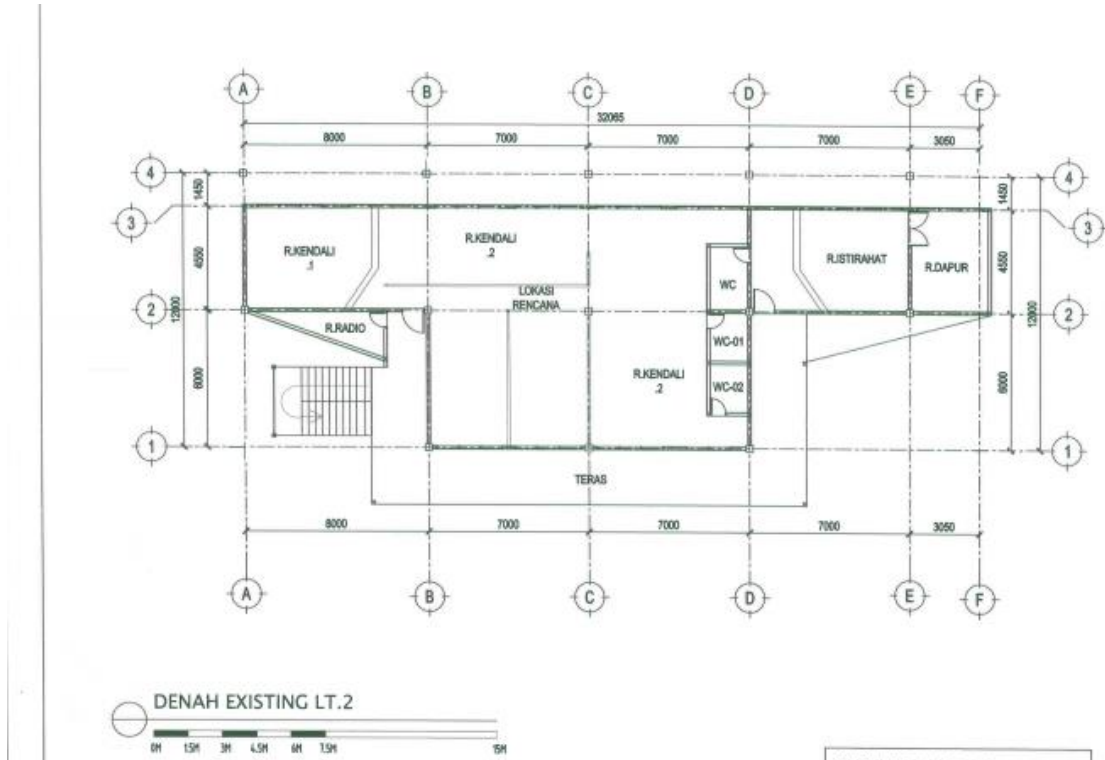 A B C D E F
32065
8000 7000 7000 7000 3050
4 4
1450 1450
3 3
R.KENDALI
.1
R.KENDALI
.2
R.ISTIRAHAT
R.DAPUR
4550 4550
WC
LOKASI
RENCANA
12000 12000
2 2
R.RADIO
WC-01
6000 6000
R.KENDALI
.2
WC-02
1 1
TERAS
8000 7000 7000 7000 3050
A B C D E F
DENAH EXISTING LT.2
0M 1.5M 3M 4.5M 6M 7.5M 15M